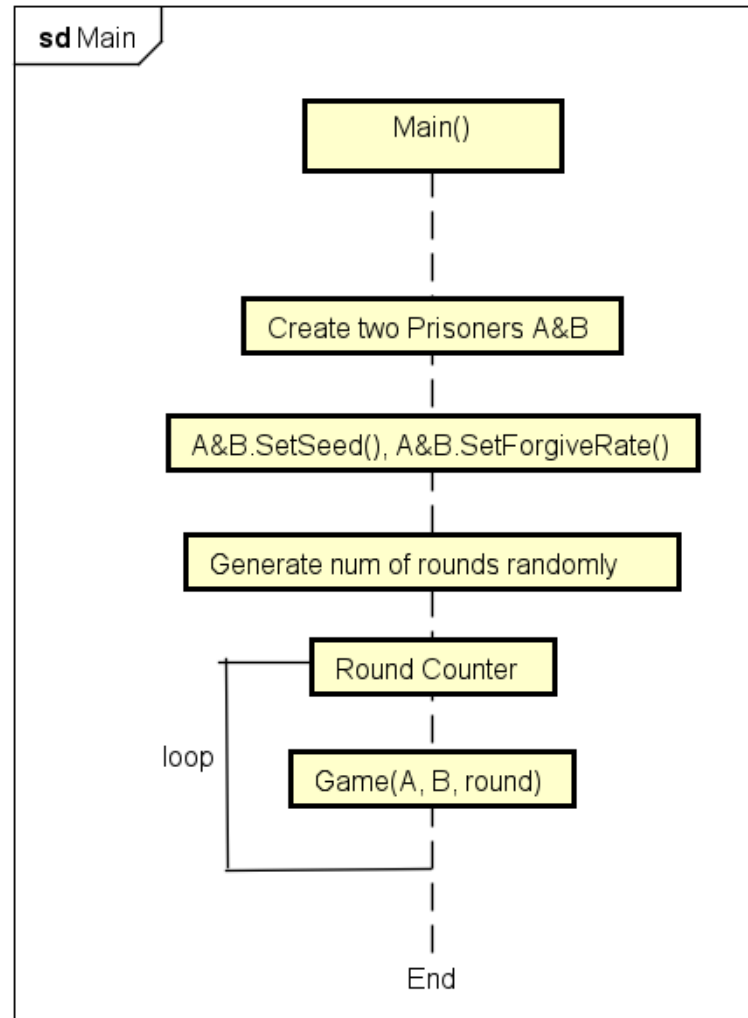 sd Main
Main()
Create two Prisoners A&B
A&B.SetSeed(), A&B.SetForgiveRate()
Generate num of rounds randomly
Round Counter
loop
Game(A, B, round)
End